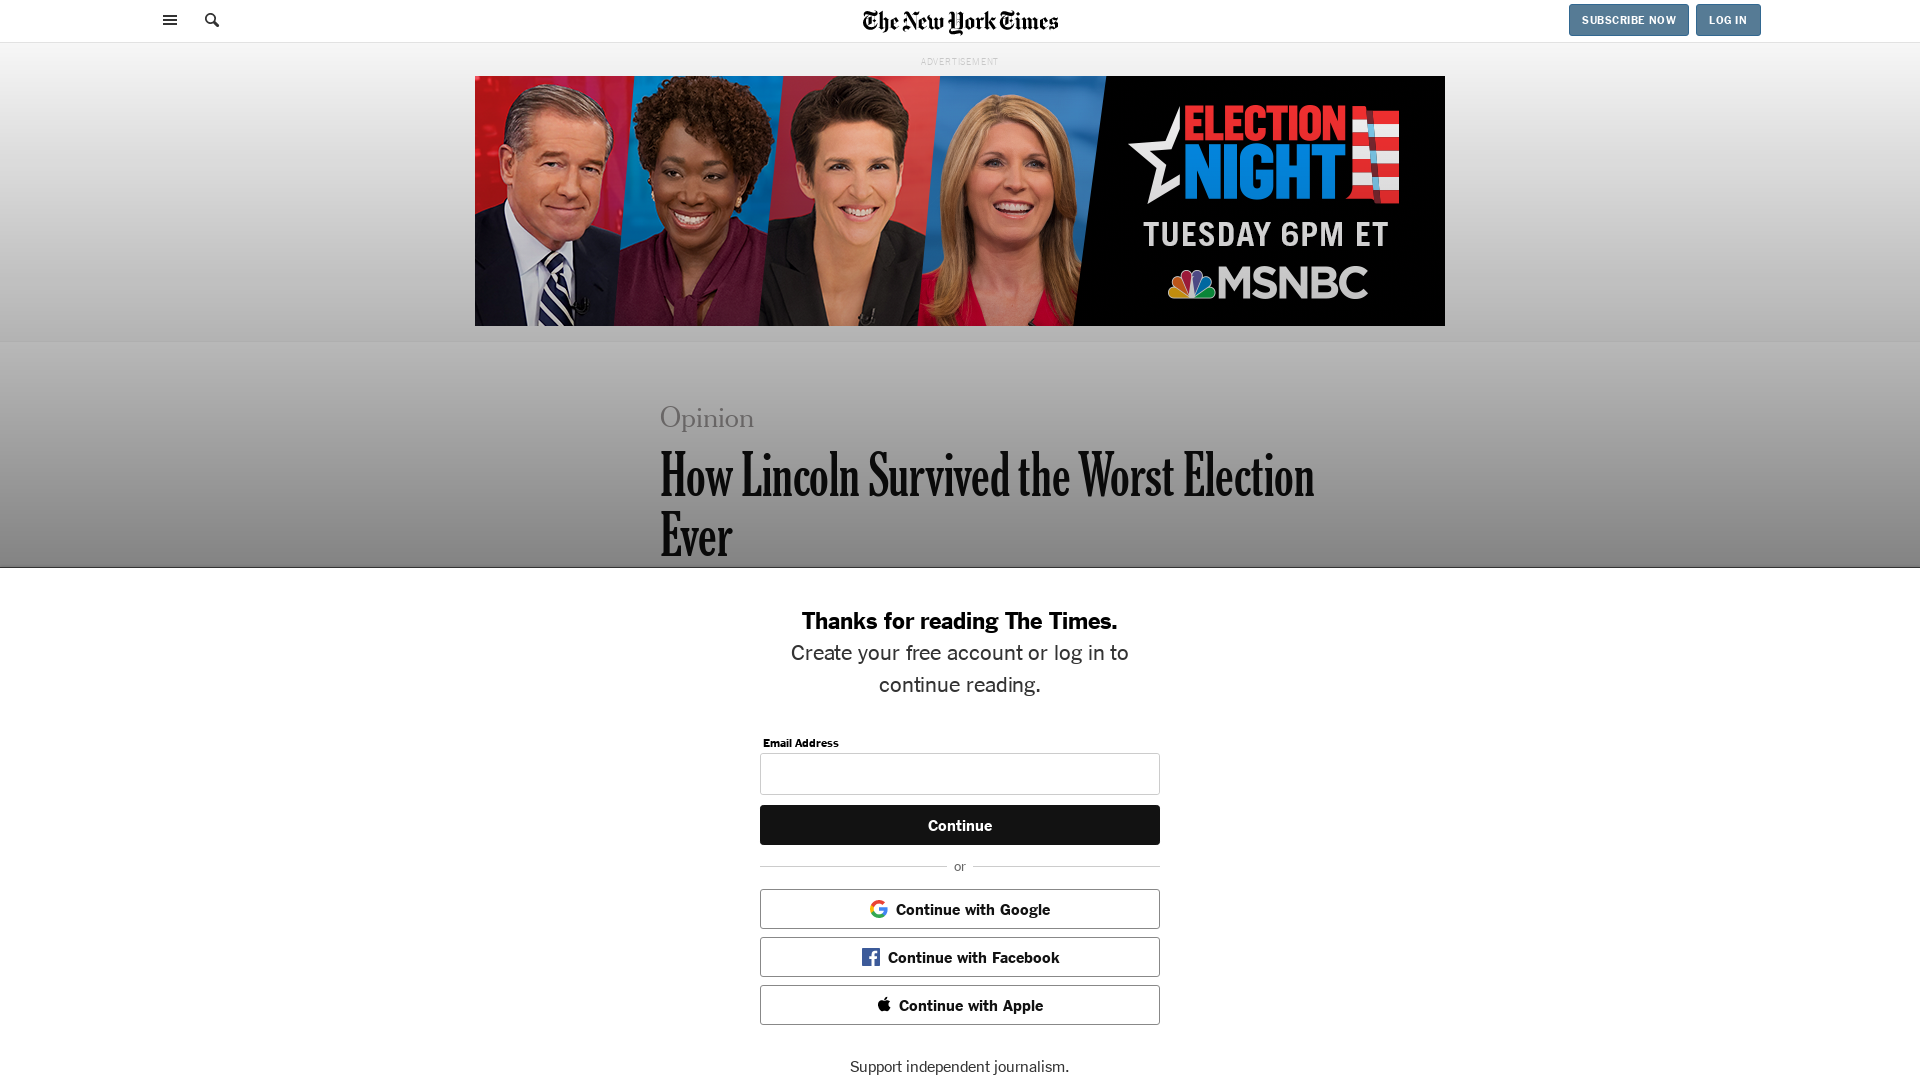 The New York Times
SUBSCRIBE NOW
LOG IN
ADVERTISEMENT
ELECTION
NIGHT
TUESDAY 6PM ET
MSNBC
Opinion
How Lincoln Survived the Worst Election
Ever
Thanks for reading The Times.
Create your free account or log in to
continue reading.
Email Address
Continue
or
Continue with Google
Continue with Facebook
Continue with Apple
Support independent journalism.